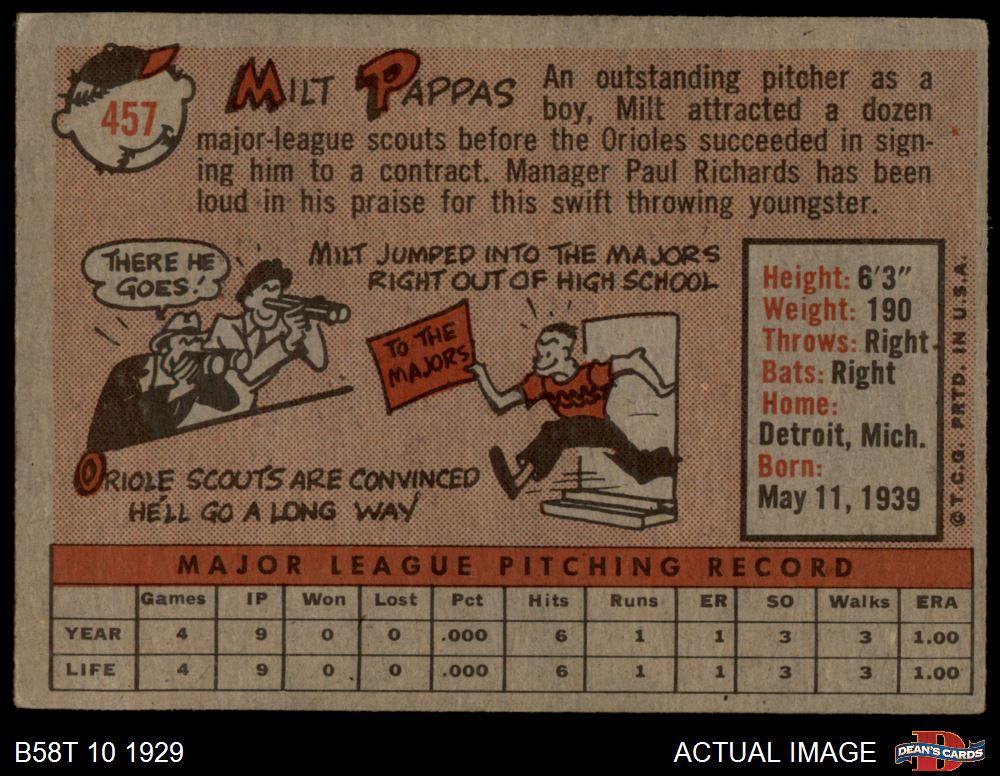 457
MILT PAPPAS
An outstanding pitcher as a
boy, Milt attracted a dozen
major-league scouts before the Orioles succeeded in sign-
ing him to a contract. Manager Paul Richards has been
loud in his praise for this swift throwing youngster.
THERE HE
GOES!
MILT JUMPED INTO THE MAJORS
RIGHT OUT OF HIGH SCHOOL
TO THE
MAJORS
ORIOLE SCOUTS ARE CONVINCED
HE'LL GO A LONG WAY
Height: 6'3"
Weight: 190
Throws: Right
Bats: Right
Home:
Detroit, Mich.
Born:
May 11, 1939
© T.C.G. PRTD. IN U.S.A.
MAJOR LEAGUE PITCHING RECORD
Games IP Won Lost Pct Hits Runs ER SO Walks ERA
YEAR 4 9 0 0 .000 6 1 1 3 3 1.00
LIFE 4 9 0 0 .000 6 1 1 3 3 1.00
B58T 10 1929
ACTUAL IMAGE
D
DEAN'S CARDS